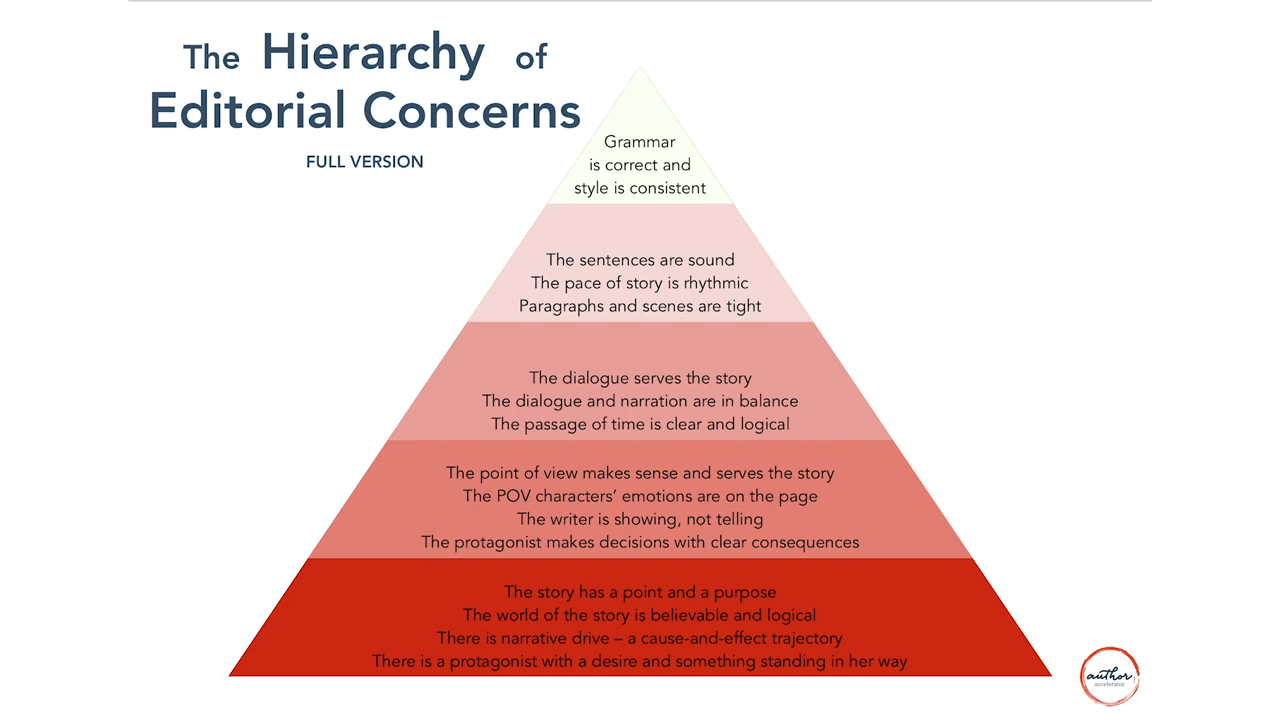 The Hierarchy of
Editorial Concerns
FULL VERSION
Grammar
is correct and
style is consistent
The sentences are sound
The pace of story is rhythmic
Paragraphs and scenes are tight
The dialogue serves the story
The dialogue and narration are in balance
The passage of time is clear and logical
The point of view makes sense and serves the story
The POV characters’ emotions are on the page
The writer is showing, not telling
The protagonist makes decisions with clear consequences
The story has a point and a purpose
The world of the story is believable and logical
There is narrative drive – a cause-and-effect trajectory
There is a protagonist with a desire and something standing in her way
author
accelerator